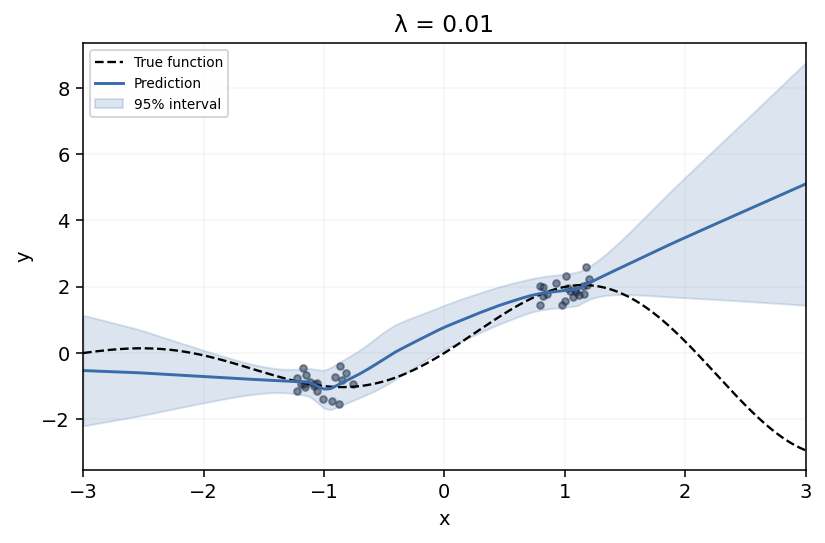 λ = 0.01
True function
Prediction
95% interval
8
6
4
2
0
−2
y
−3 −2 −1 0 1 2 3
x